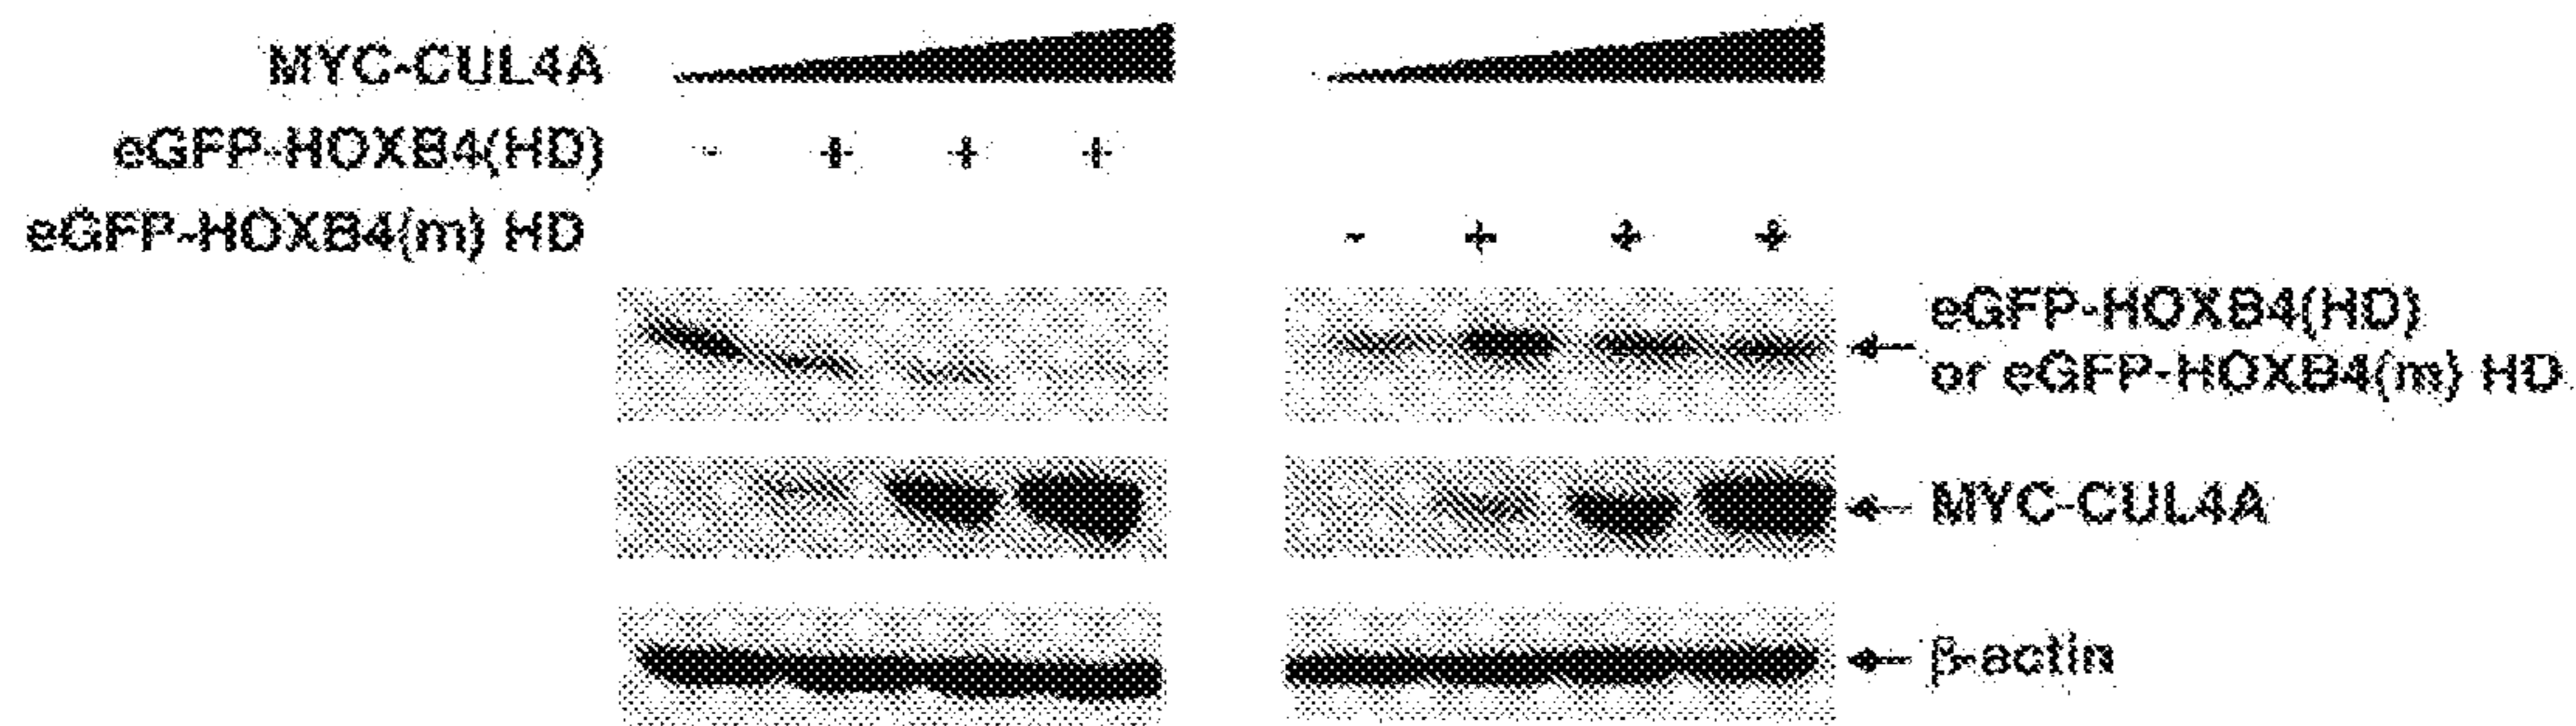 MYC-CUL4A
eGFP-HOXB4(HD) - + + +
eGFP-HOXB4(m) HD - + + +
eGFP-HOXB4(HD)
or eGFP-HOXB4(m) HD
MYC-CUL4A
β-actin